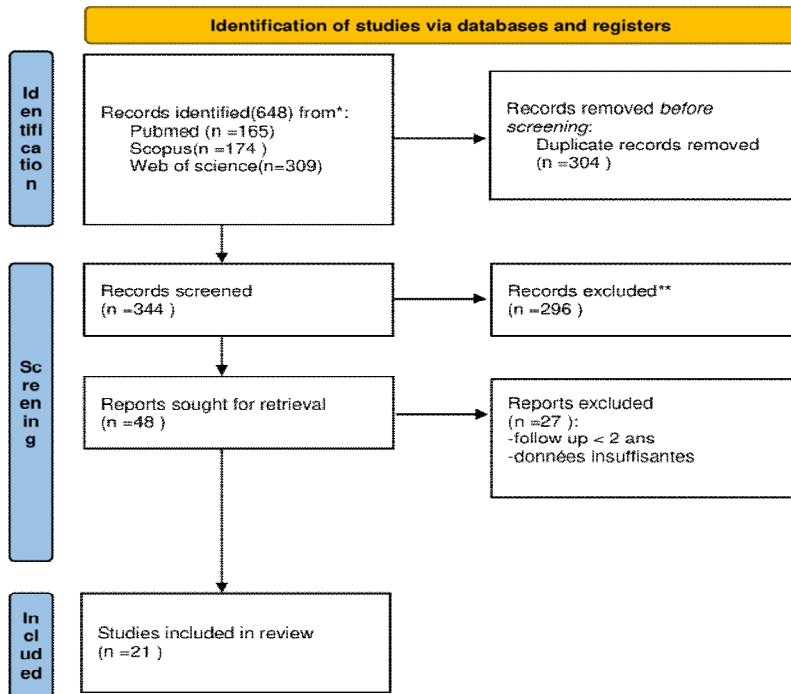 Identification of studies via databases and registers
Id
en
tifi
ca
tio
n
Records identified(648) from*:
Pubmed (n =165)
Scopus(n =174 )
Web of science(n=309)
Records removed before
screening:
Duplicate records removed
(n =304 )
Sc
re
en
in
g
Records screened
(n =344 )
Records excluded**
(n =296 )
Reports sought for retrieval
(n =48 )
Reports excluded
(n =27 ):
-follow up < 2 ans
-données insuffisantes
In
cl
ud
ed
Studies included in review
(n =21 )